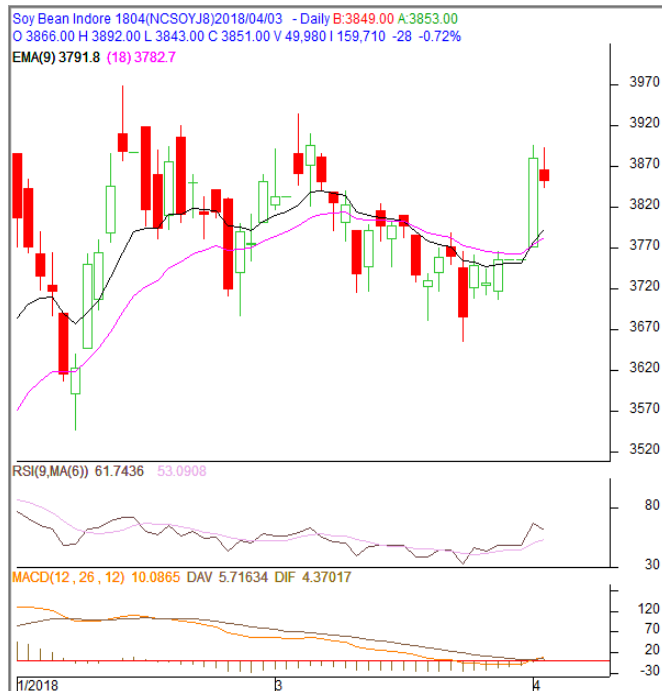 Soy Bean Indore 1804(NCSOYJ8)2018/04/03 - Daily B:3849.00 A:3853.00
O 3866.00 H 3892.00 L 3843.00 C 3851.00 V 49,980 I 159,710 -28 -0.72%
EMA(9) 3791.8 (18) 3782.7
3970
3920
3870
3820
3770
3720
3670
3620
3570
3520
RSI(9,MA(6)) 61.7436 53.0908
80
30
MACD(12 , 26 , 12) 10.0865 DAV 5.71634 DIF 4.37017
120
70
20
-30
1/2018 3 4